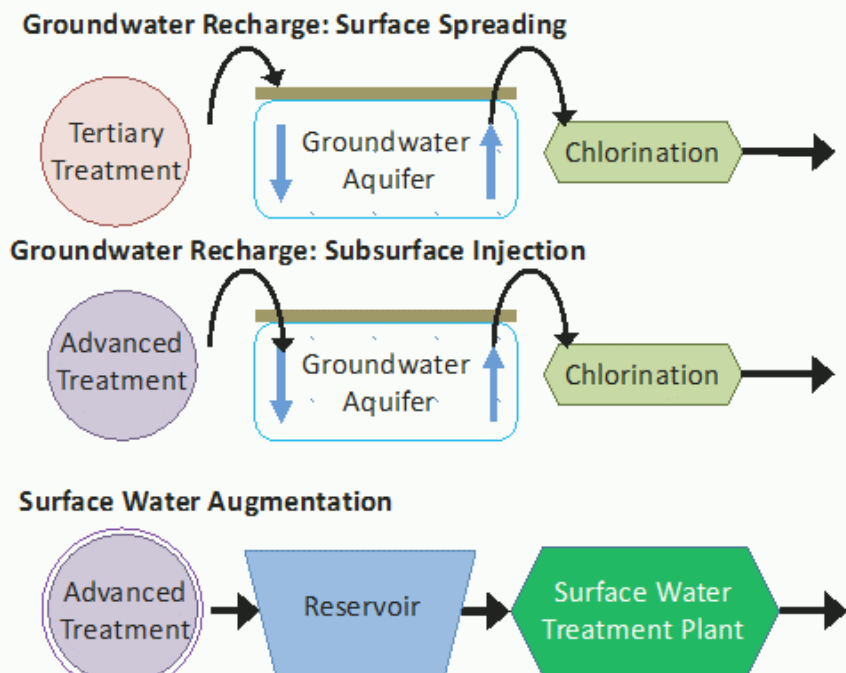 Groundwater Recharge: Surface Spreading
Tertiary
Treatment
Groundwater
Aquifer
Chlorination
Groundwater Recharge: Subsurface Injection
Advanced
Treatment
Groundwater
Aquifer
Chlorination
Surface Water Augmentation
Advanced
Treatment
Reservoir
Surface Water
Treatment Plant